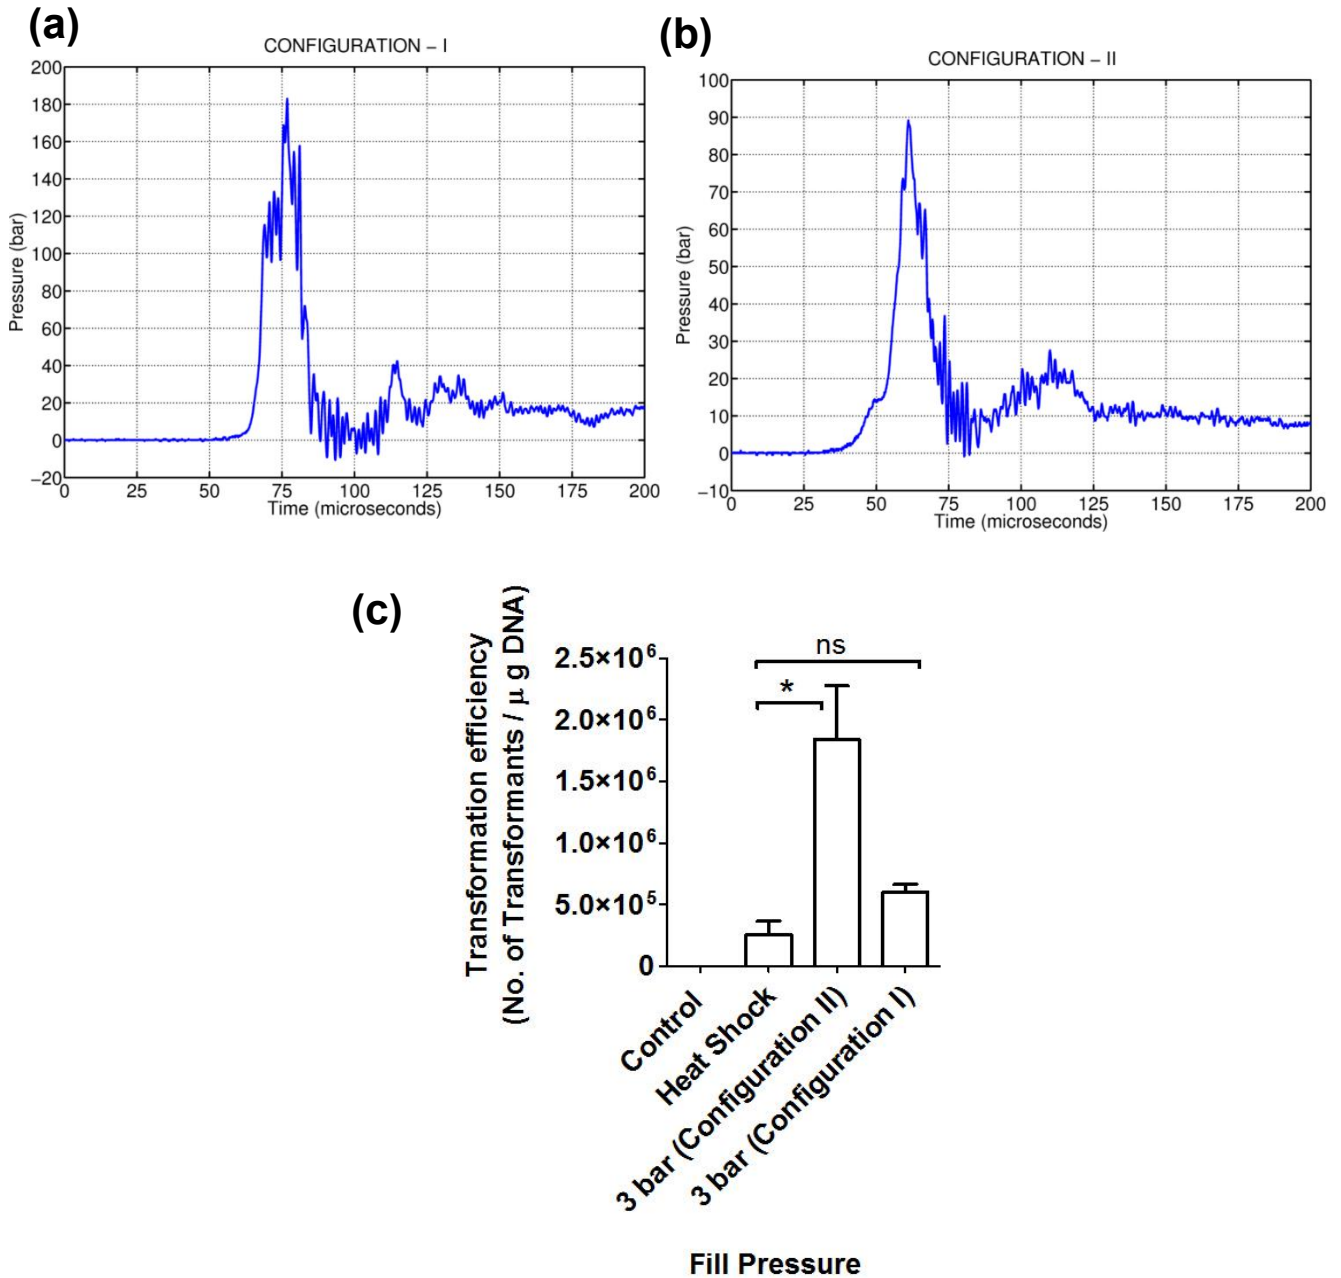 (a)
CONFIGURATION – I
Pressure (bar)
200
180
160
140
120
100
80
60
40
20
0
−20
0 25 50 75 100 125 150 175 200
Time (microseconds)
(b)
CONFIGURATION – II
Pressure (bar)
100
90
80
70
60
50
40
30
20
10
0
−10
0 25 50 75 100 125 150 175 200
Time (microseconds)
(c)
Transformation efficiency
(No. of Transformants / μ g DNA)
2.5×10⁶
2.0×10⁶
1.5×10⁶
1.0×10⁶
5.0×10⁵
0
ns
*
Control
Heat Shock
3 bar (Configuration II)
3 bar (Configuration I)
Fill Pressure